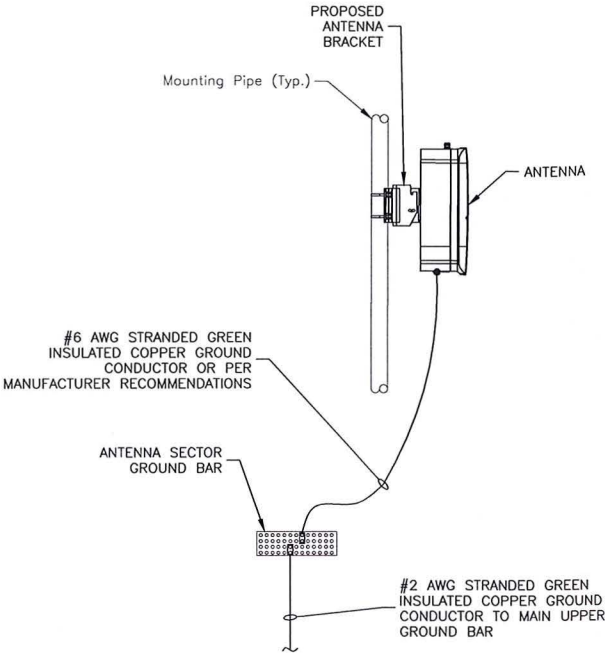 PROPOSED
ANTENNA
BRACKET
Mounting Pipe (Typ.)
ANTENNA
#6 AWG STRANDED GREEN
INSULATED COPPER GROUND
CONDUCTOR OR PER
MANUFACTURER RECOMMENDATIONS
ANTENNA SECTOR
GROUND BAR
#2 AWG STRANDED GREEN
INSULATED COPPER GROUND
CONDUCTOR TO MAIN UPPER
GROUND BAR